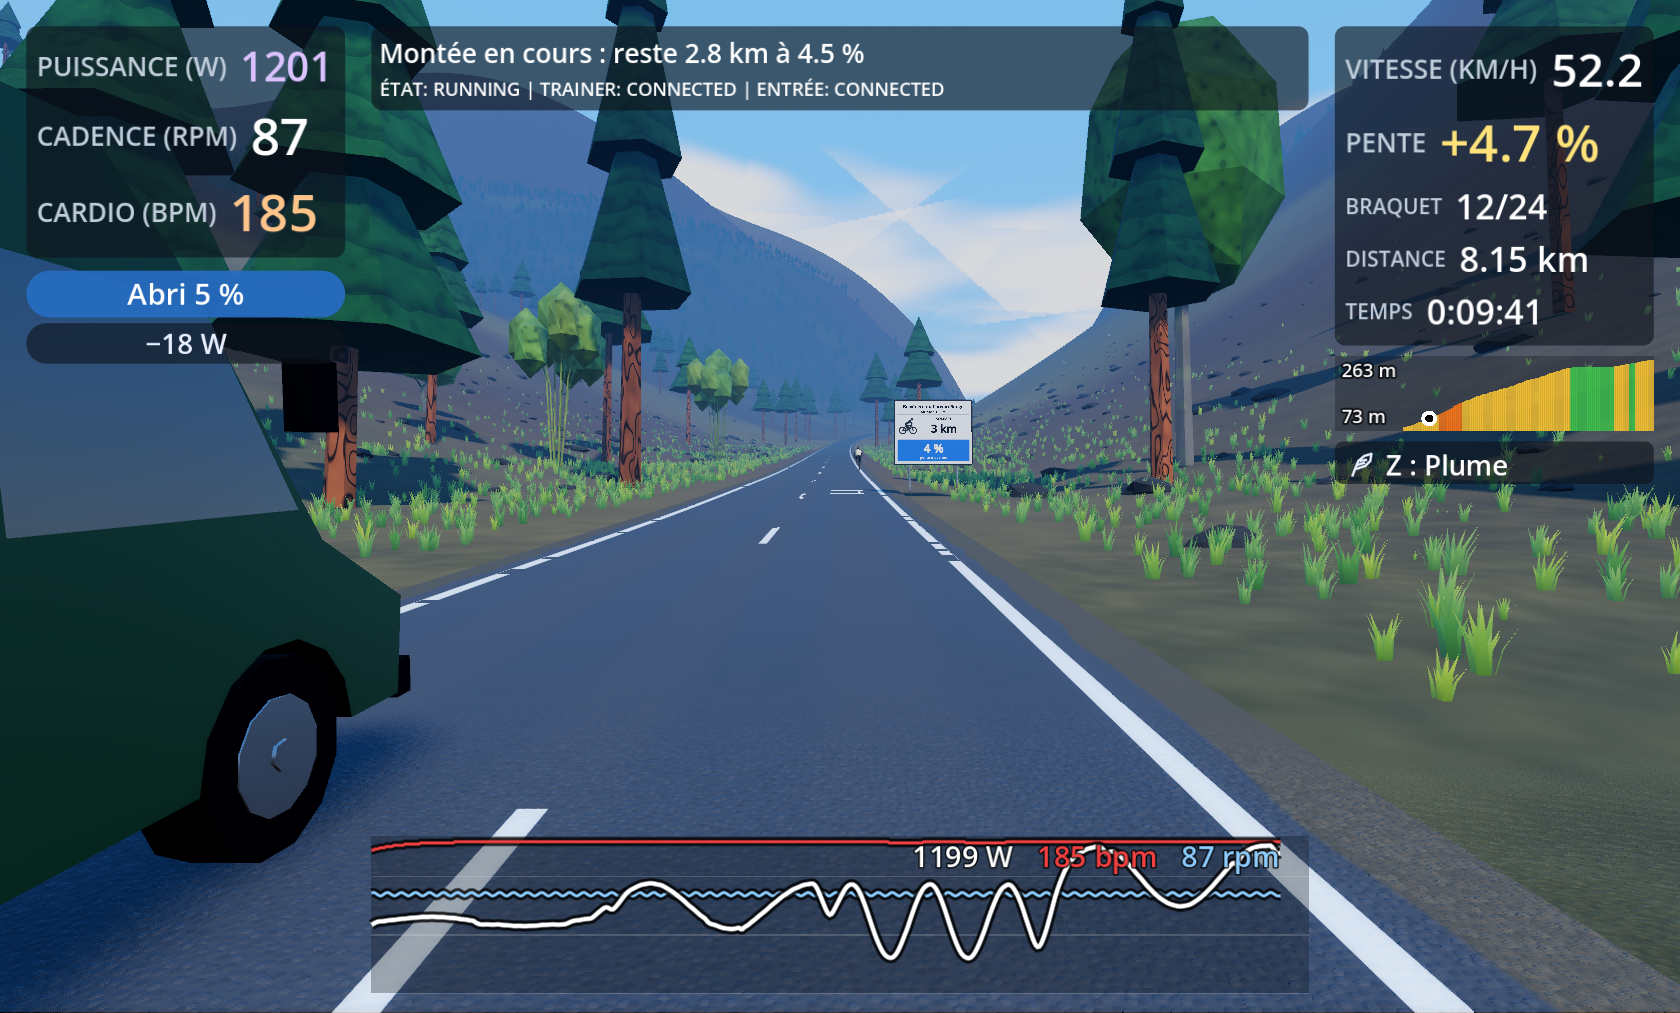 PUISSANCE (W) 1201
CADENCE (RPM) 87
CARDIO (BPM) 185
Abri 5 %
−18 W
Montée en cours : reste 2.8 km à 4.5 %
ÉTAT: RUNNING | TRAINER: CONNECTED | ENTRÉE: CONNECTED
VITESSE (KM/H) 52.2
PENTE +4.7 %
BRAQUET 12/24
DISTANCE 8.15 km
TEMPS 0:09:41
263 m
73 m
Z : Plume
3 km
4 %
1199 W 185 bpm 87 rpm